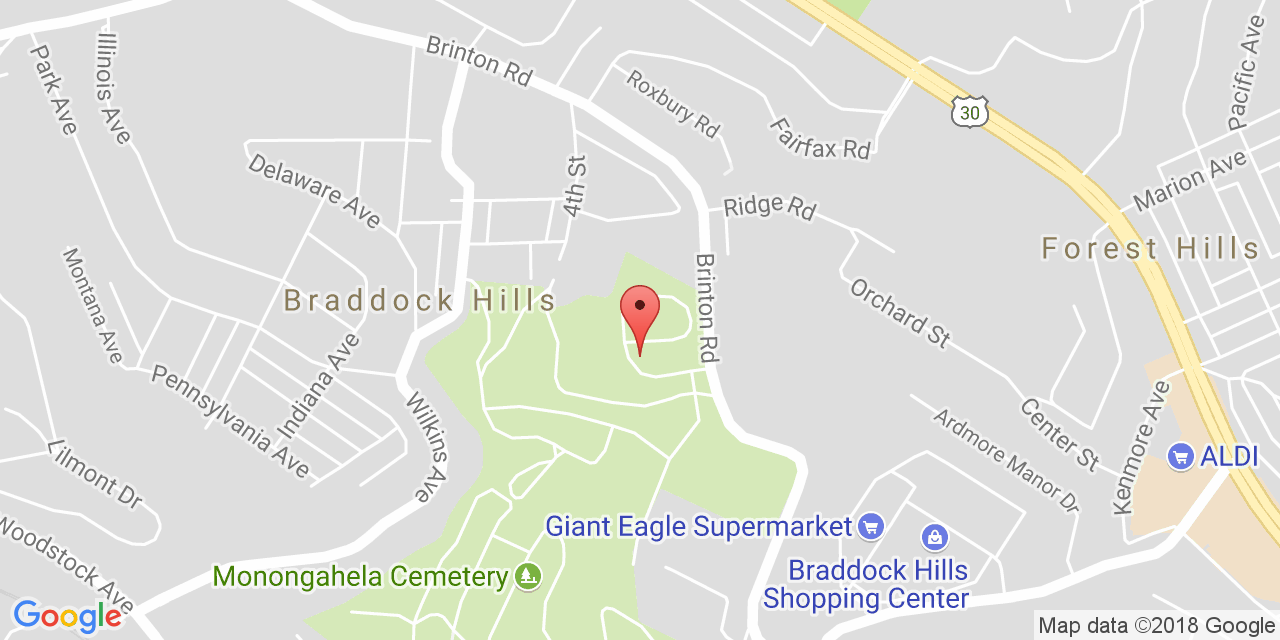 Illinois Ave
Park Ave
Brinton Rd
Roxbury Rd
30
Pacific Ave
Fairfax Rd
Marion Ave
Delaware Ave
4th St
Ridge Rd
Forest Hills
Montana Ave
Braddock Hills
Brinton Rd
Orchard St
Indiana Ave
Pennsylvania Ave
Wilkins Ave
Center St
Kenmore Ave
Ardmore Manor Dr
ALDI
Lilmont Dr
Giant Eagle Supermarket
Woodstock Ave
Monongahela Cemetery
Braddock Hills
Shopping Center
Google
Map data ©2018 Google